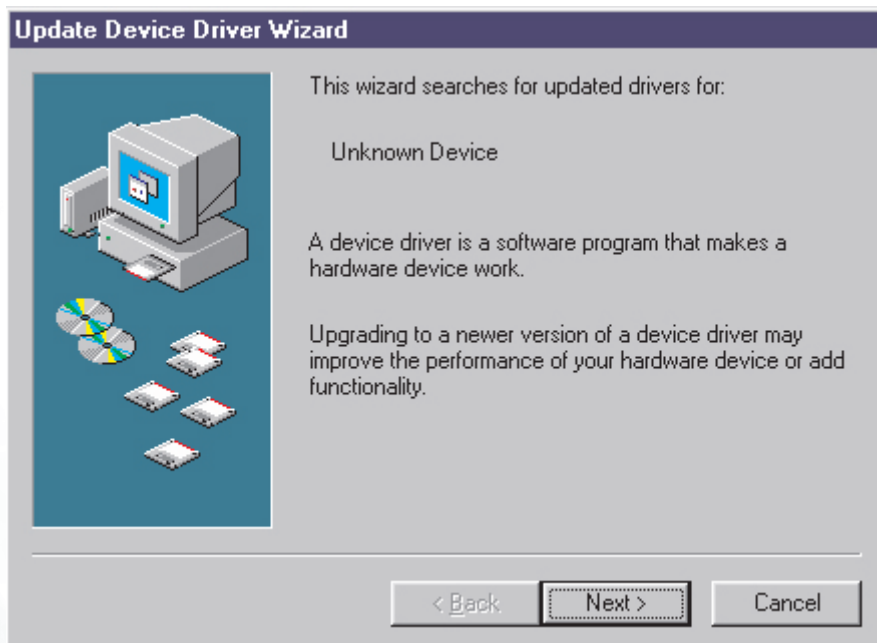 Update Device Driver Wizard
This wizard searches for updated drivers for:
Unknown Device
A device driver is a software program that makes a
hardware device work.
Upgrading to a newer version of a device driver may
improve the performance of your hardware device or add
functionality.
< Back
Next >
Cancel